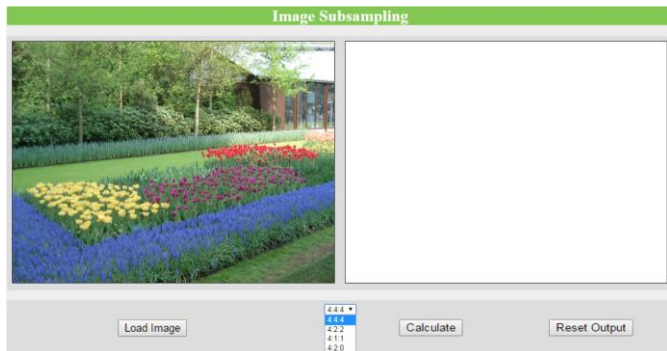 Image Subsampling
Load Image
4:4:4
4:4:4
4:2:2
4:1:1
4:2:0
Calculate
Reset Output